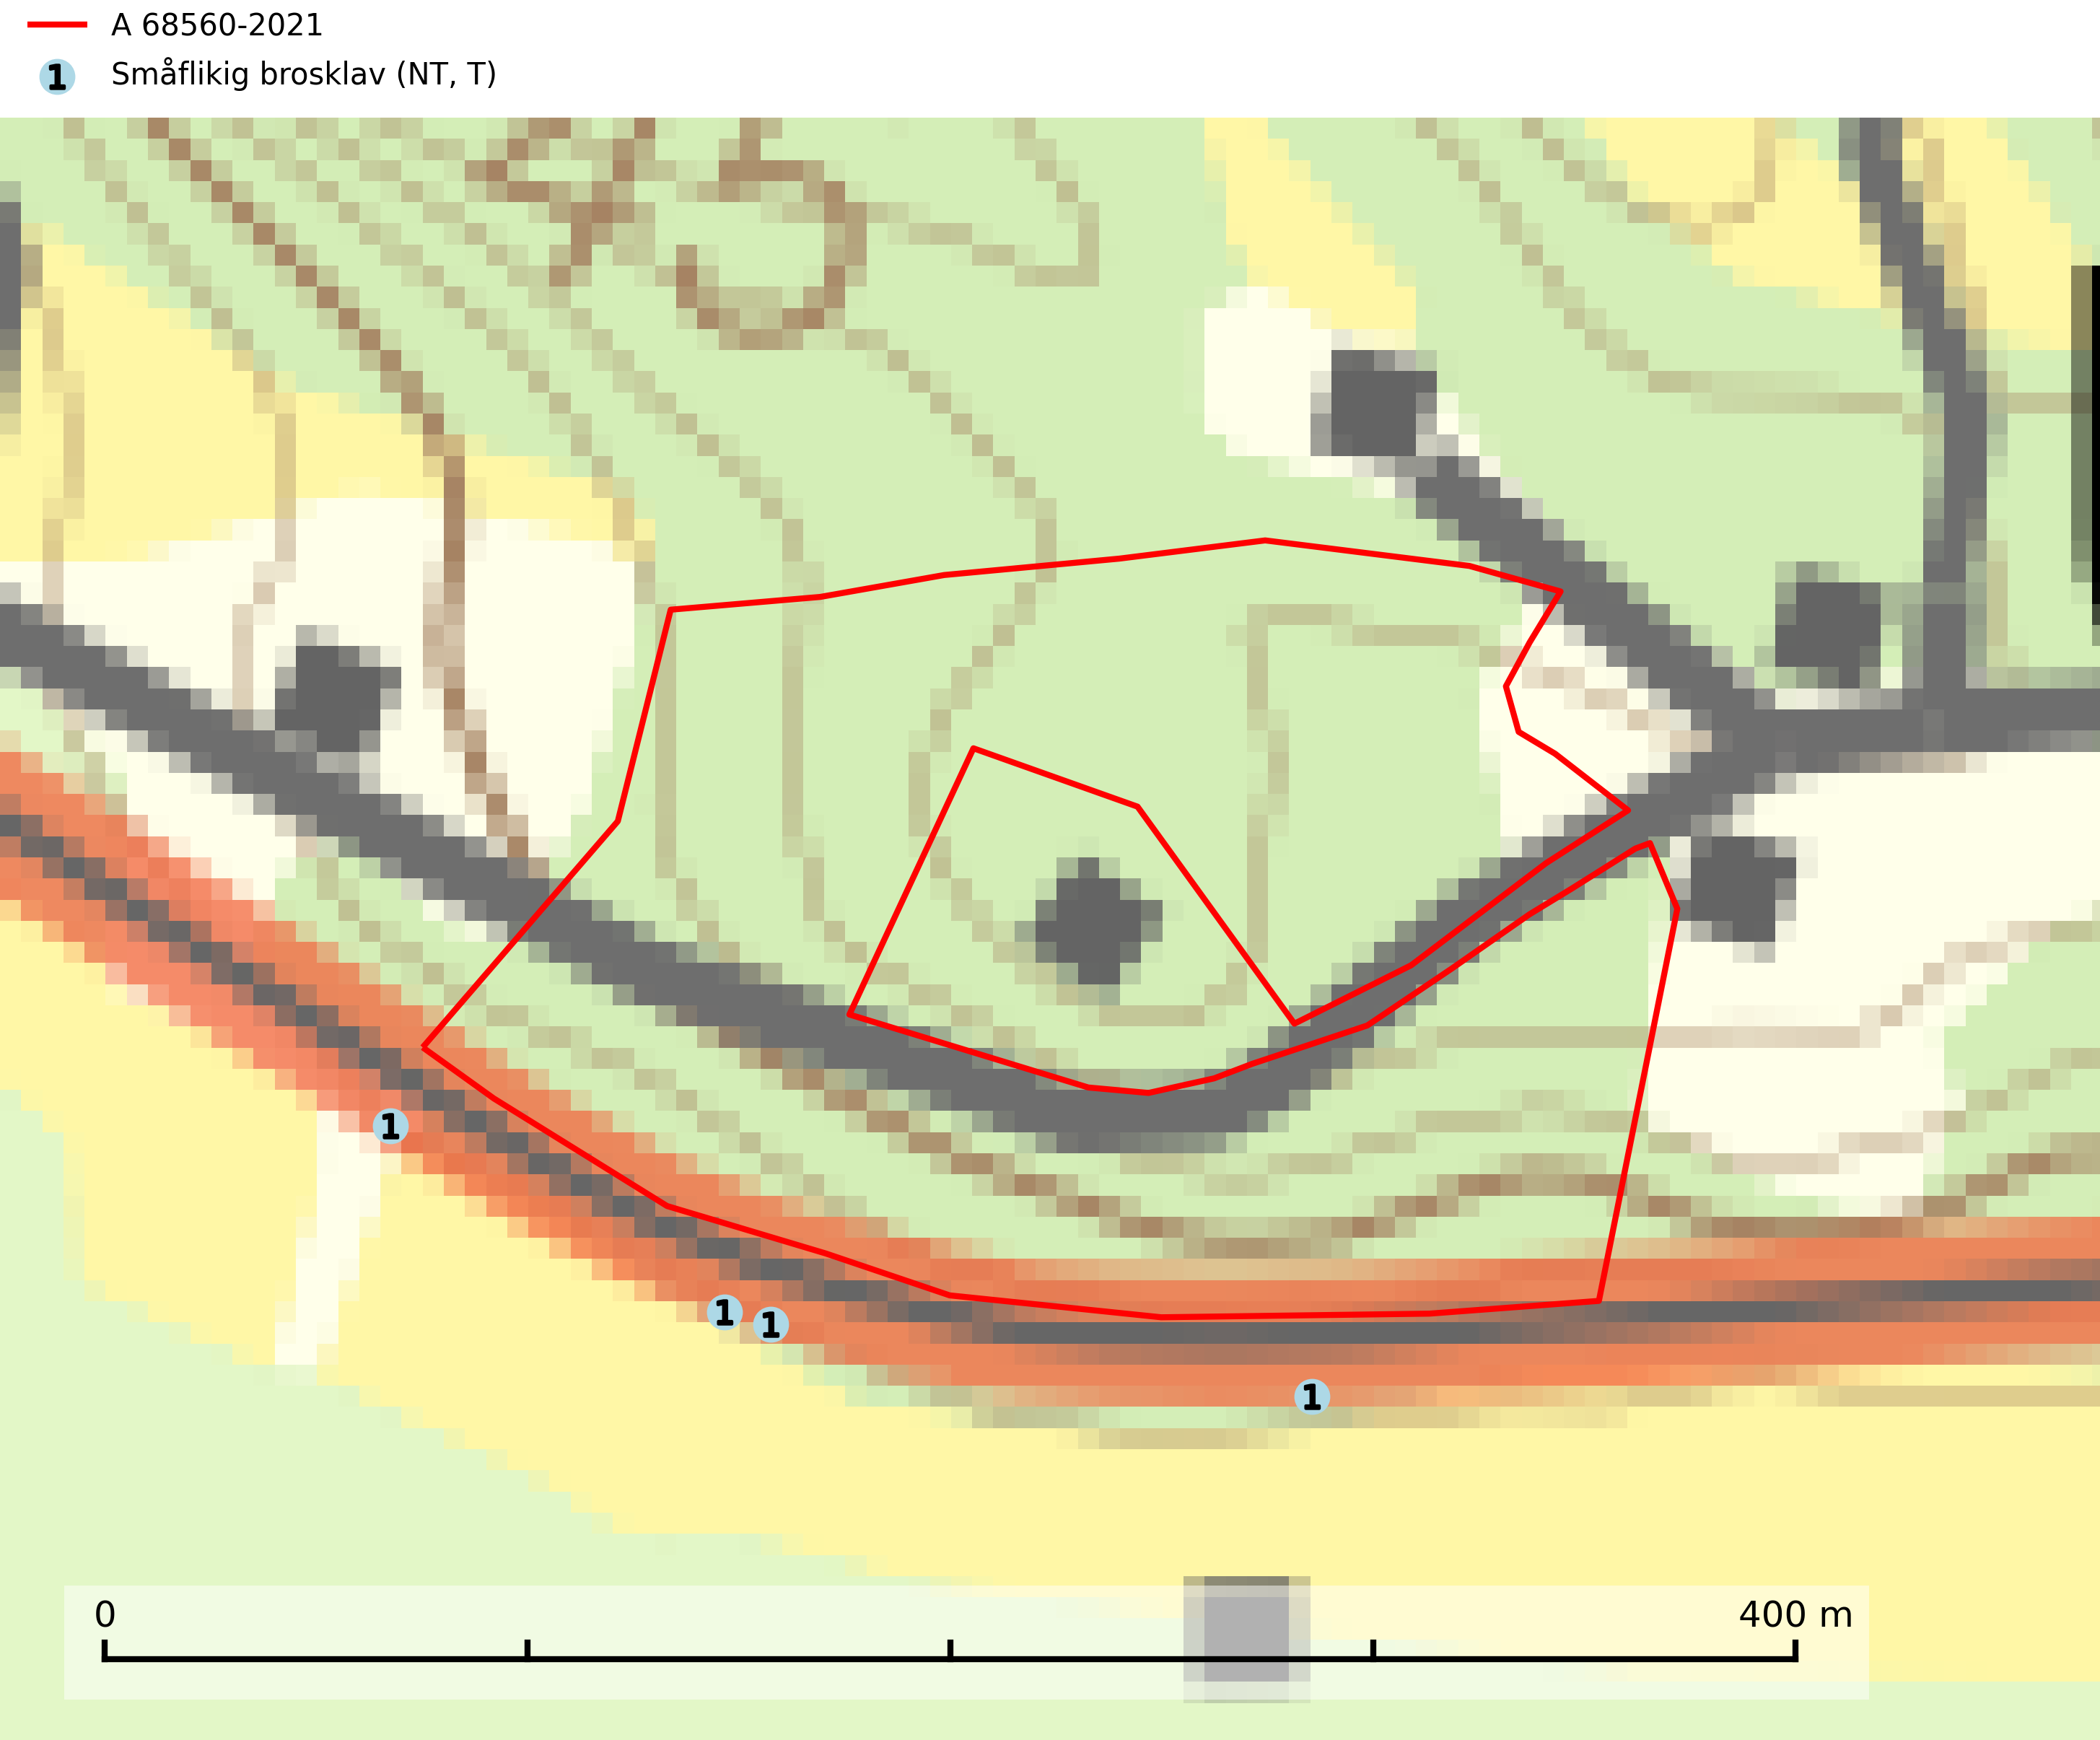 A 68560-2021
1 Småflikig brosklav (NT, T)
1
1 1
1
0 400 m